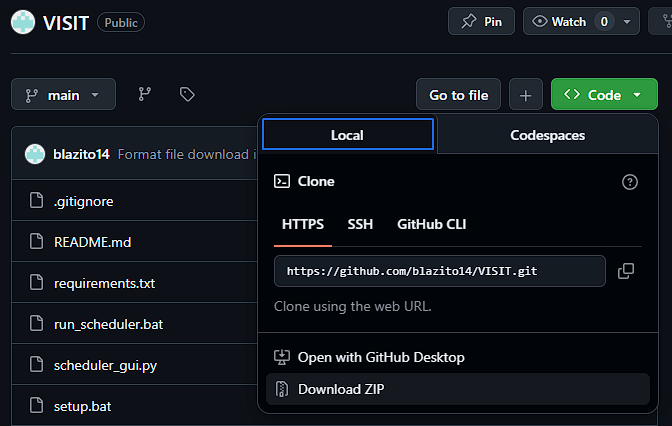 VISIT Public Pin Watch 0
main Go to file Code
Local Codespaces
blazito14 Format file download i
Clone
.gitignore
HTTPS SSH GitHub CLI
README.md
https://github.com/blazito14/VISIT.git
requirements.txt
Clone using the web URL.
run_scheduler.bat
Open with GitHub Desktop
scheduler_gui.py
Download ZIP
setup.bat